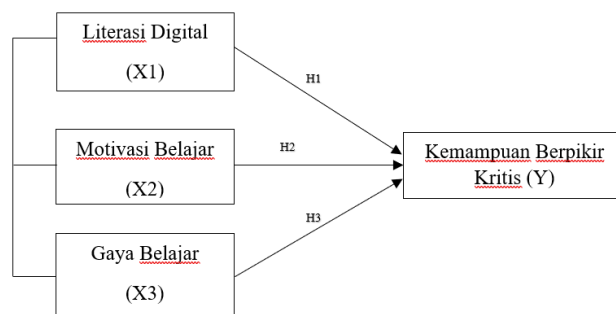 Literasi Digital
(X1)
H1
Motivasi Belajar
(X2)
H2
Kemampuan Berpikir
Kritis (Y)
H3
Gaya Belajar
(X3)